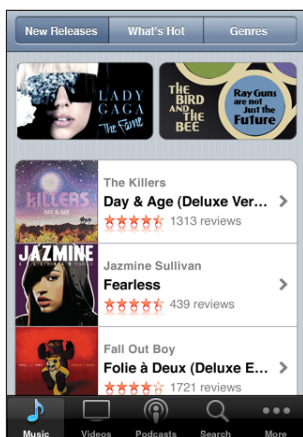 New Releases What's Hot Genres
LADY
GAGA
The Fame
THE
BIRD
AND
THE
BEE
Ray Guns
are not
Just the
Future
The Killers
KILLERS
DAY & AGE
Day & Age (Deluxe Ver...
1313 reviews
JAZMINE
Jazmine Sullivan
Fearless
439 reviews
Fall Out Boy
Folie à Deux (Deluxe E...
1721 reviews
Music Videos Podcasts Search More